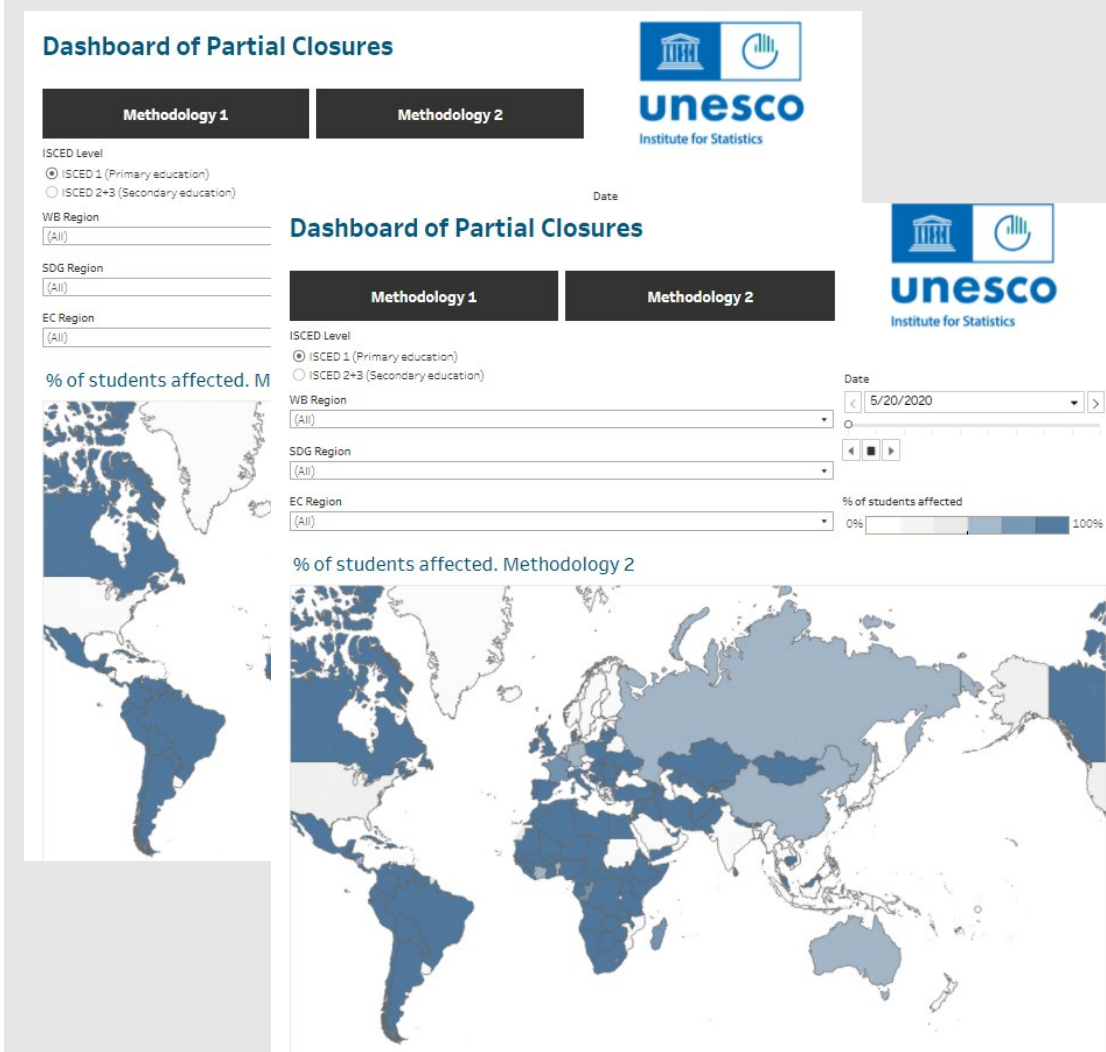 Dashboard of Partial Closures
unesco
Institute for Statistics
Methodology 1
Methodology 2
ISCED Level
ISCED 1 (Primary education)
ISCED 2+3 (Secondary education)
Date
WB Region
(All)
SDG Region
(All)
EC Region
(All)
% of students affected. M
Dashboard of Partial Closures
unesco
Institute for Statistics
Methodology 1
Methodology 2
ISCED Level
ISCED 1 (Primary education)
ISCED 2+3 (Secondary education)
Date
5/20/2020
WB Region
(All)
SDG Region
(All)
EC Region
(All)
% of students affected
0%
100%
% of students affected. Methodology 2